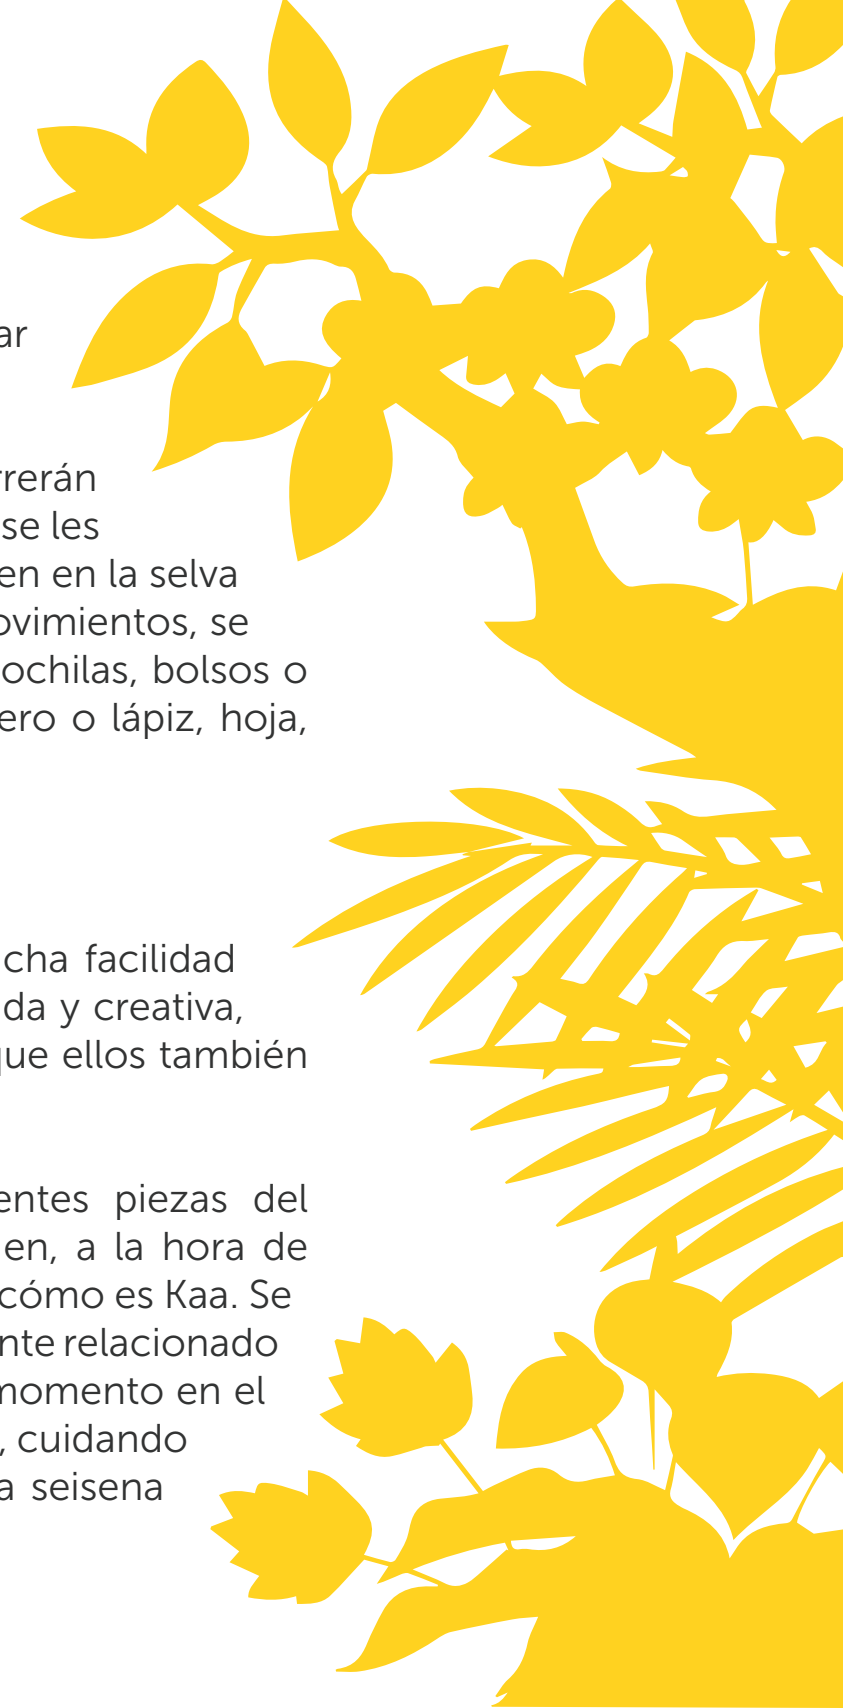 ar
rrerán
se les
en en la selva
ovimientos, se
ochilas, bolsos o
ero o lápiz, hoja,
cha facilidad
da y creativa,
que ellos también
entes piezas del
en, a la hora de
cómo es Kaa. Se
nte relacionado
momento en el
, cuidando
a seisena